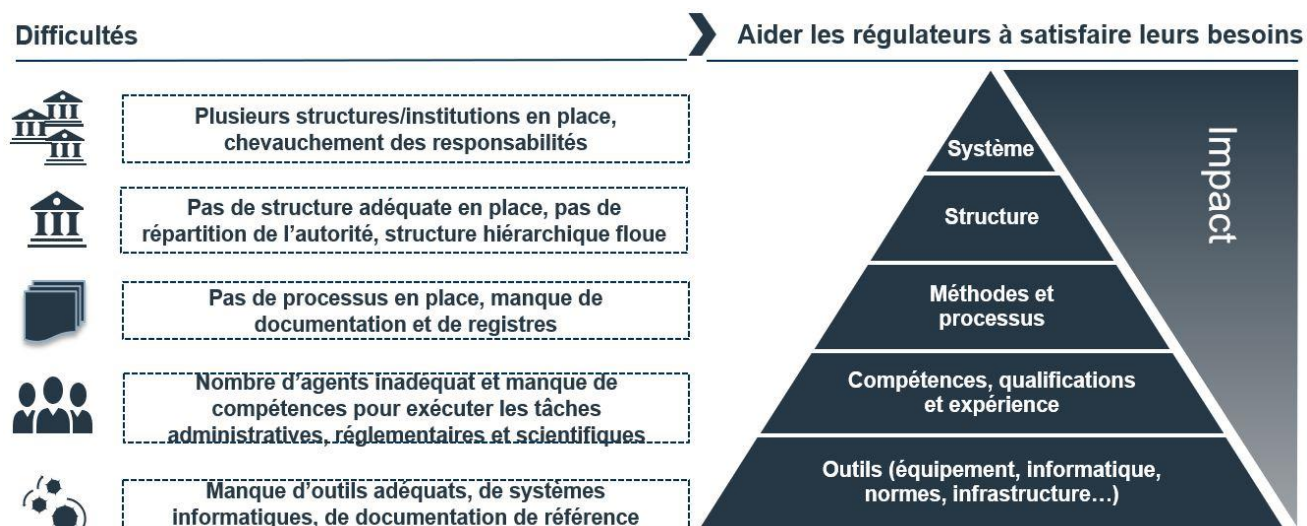 Difficultés
Aider les régulateurs à satisfaire leurs besoins
Plusieurs structures/institutions en place,
chevauchement des responsabilités
Pas de structure adéquate en place, pas de
répartition de l'autorité, structure hiérarchique floue
Pas de processus en place, manque de
documentation et de registres
Nombre d'agents inadéquat et manque de
compétences pour exécuter les tâches
administratives, réglementaires et scientifiques
Manque d'outils adéquats, de systèmes
informatiques, de documentation de référence
Système
Structure
Méthodes et
processus
Compétences, qualifications
et expérience
Outils (équipement, informatique,
normes, infrastructure…)
Impact